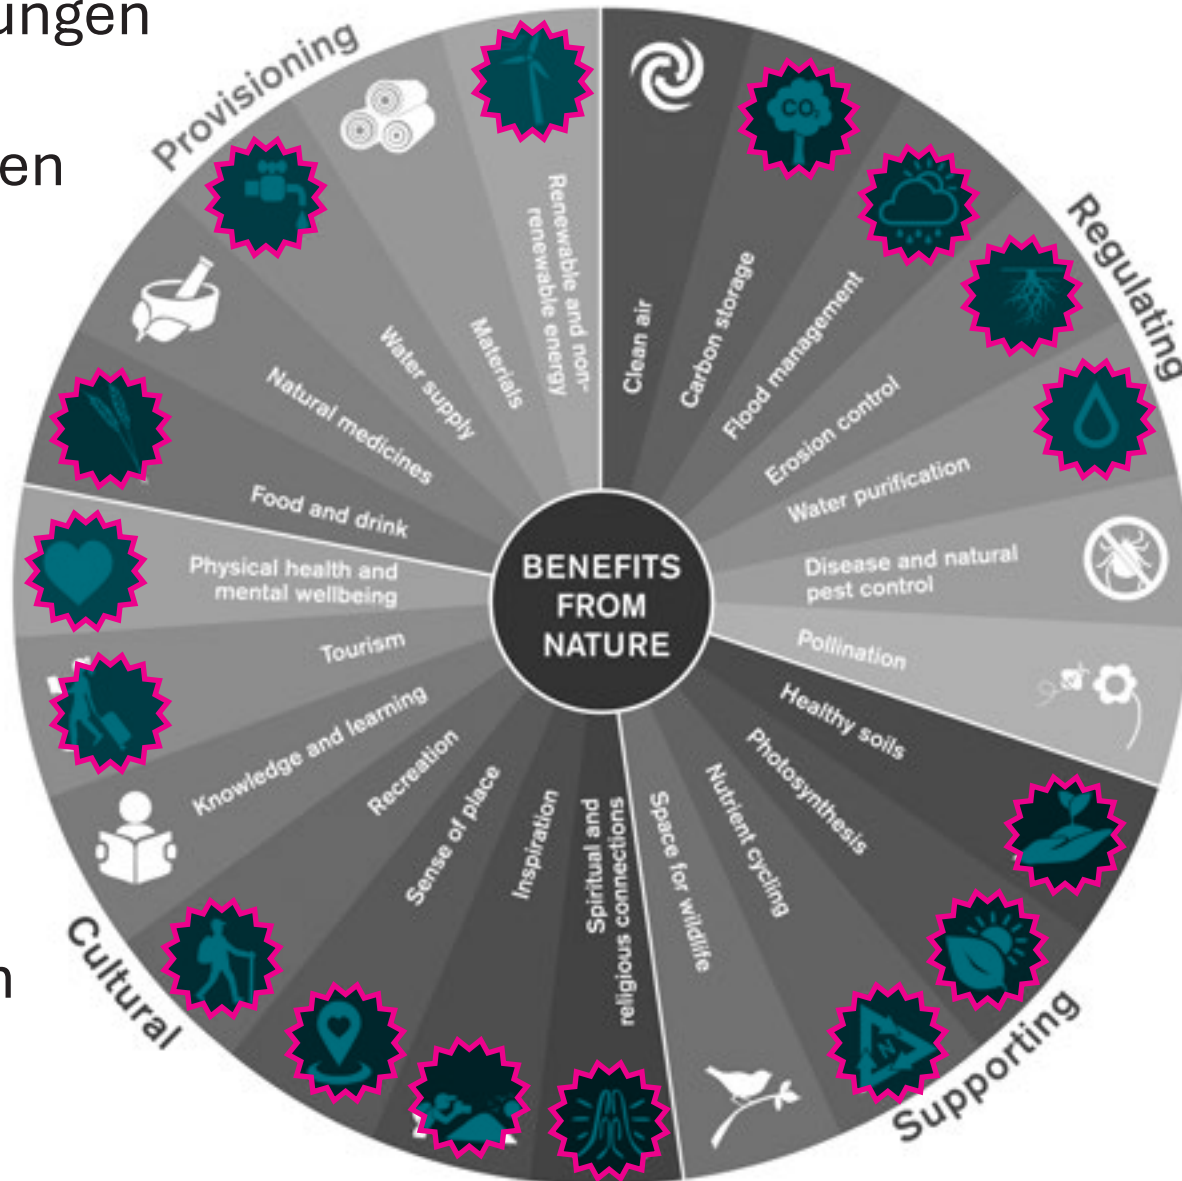 ungen
en
n
Provisioning
Renewable and non-
renewable energy
Materials
Water supply
Natural medicines
Food and drink
Regulating
Clean air
CO₂
Carbon storage
Flood management
Erosion control
Water purification
Disease and natural
pest control
Pollination
BENEFITS
FROM
NATURE
Cultural
Physical health and
mental wellbeing
Tourism
Knowledge and learning
Recreation
Sense of place
Inspiration
Spiritual and
religious connections
Supporting
Healthy soils
Photosynthesis
Nutrient cycling
N
Space for wildlife